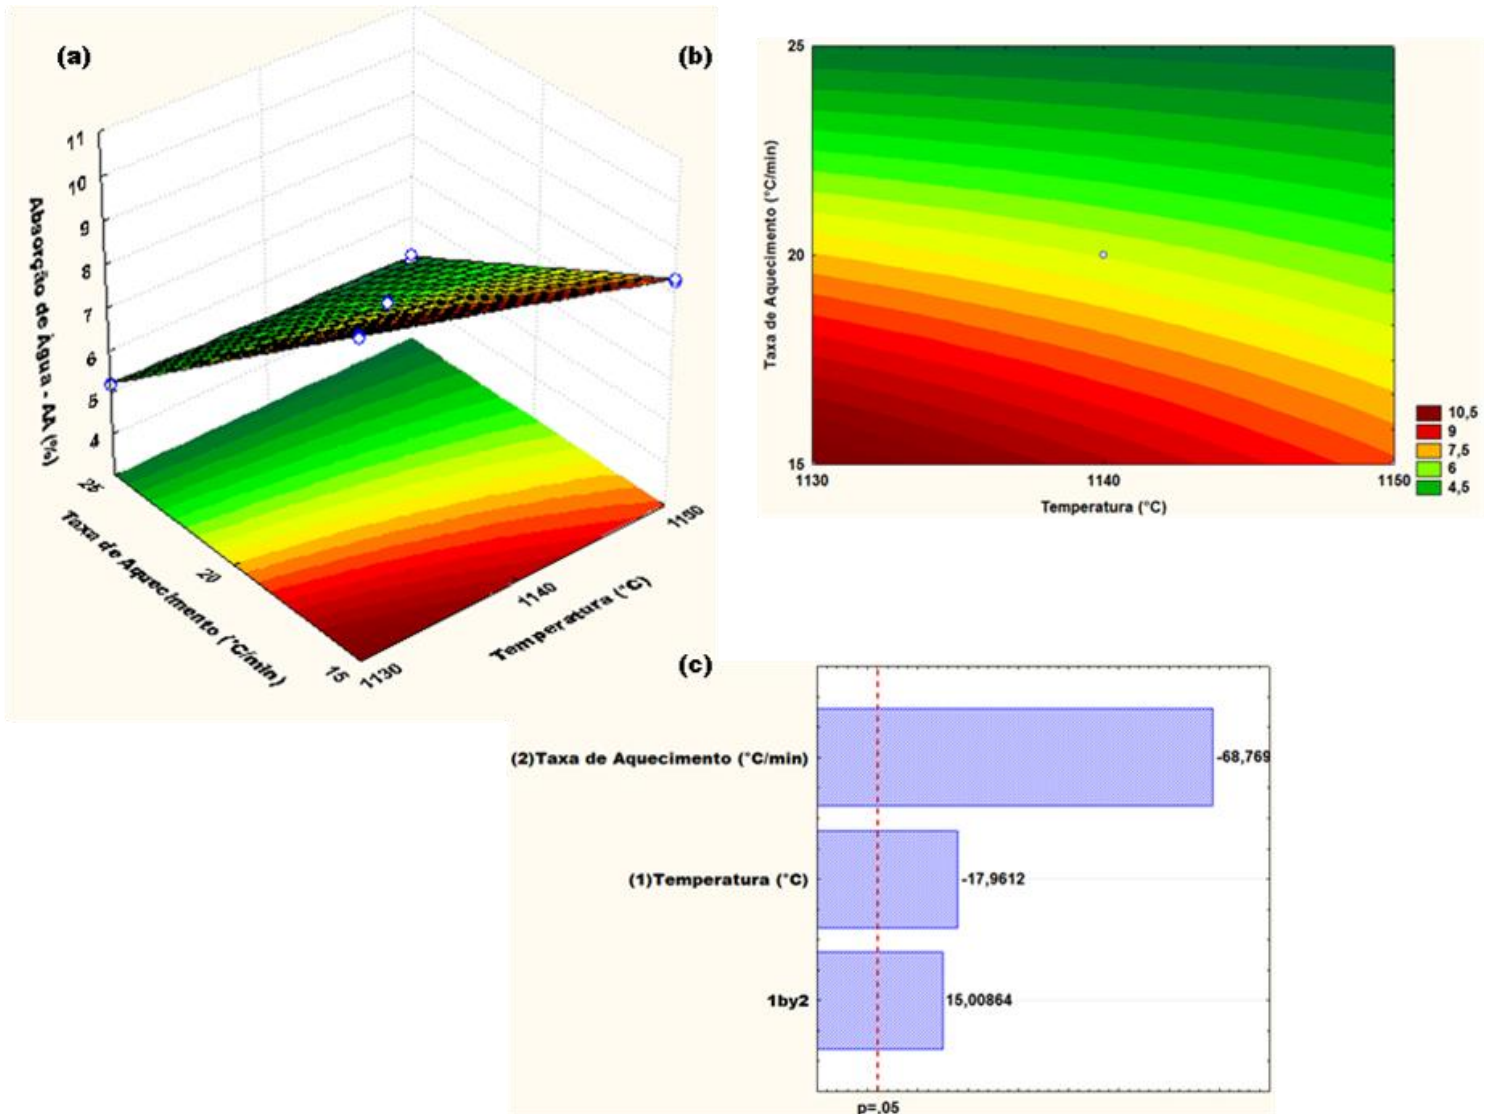 (a)
11
10
9
8
7
6
5
4
Absorção de Água - AA (%)
25
20
15
Taxa de Aquecimento (°C/min)
1130
1140
1150
Temperatura (°C)
(b)
25
20
15
Taxa de Aquecimento (°C/min)
1130
1140
1150
Temperatura (°C)
10,5
9
7,5
6
4,5
(c)
(2)Taxa de Aquecimento (°C/min)
-68,769
(1)Temperatura (°C)
-17,9612
1by2
15,00864
p=.05